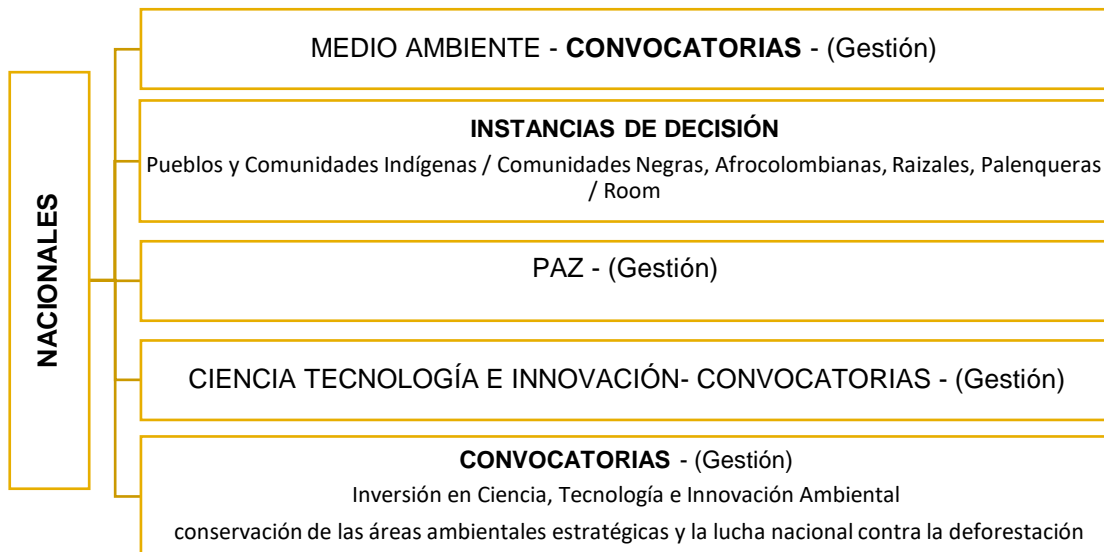 NACIONALES
MEDIO AMBIENTE - CONVOCATORIAS - (Gestión)
INSTANCIAS DE DECISIÓN
Pueblos y Comunidades Indígenas / Comunidades Negras, Afrocolombianas, Raizales, Palenqueras
/ Room
PAZ - (Gestión)
CIENCIA TECNOLOGÍA E INNOVACIÓN- CONVOCATORIAS - (Gestión)
CONVOCATORIAS - (Gestión)
Inversión en Ciencia, Tecnología e Innovación Ambiental
conservación de las áreas ambientales estratégicas y la lucha nacional contra la deforestación